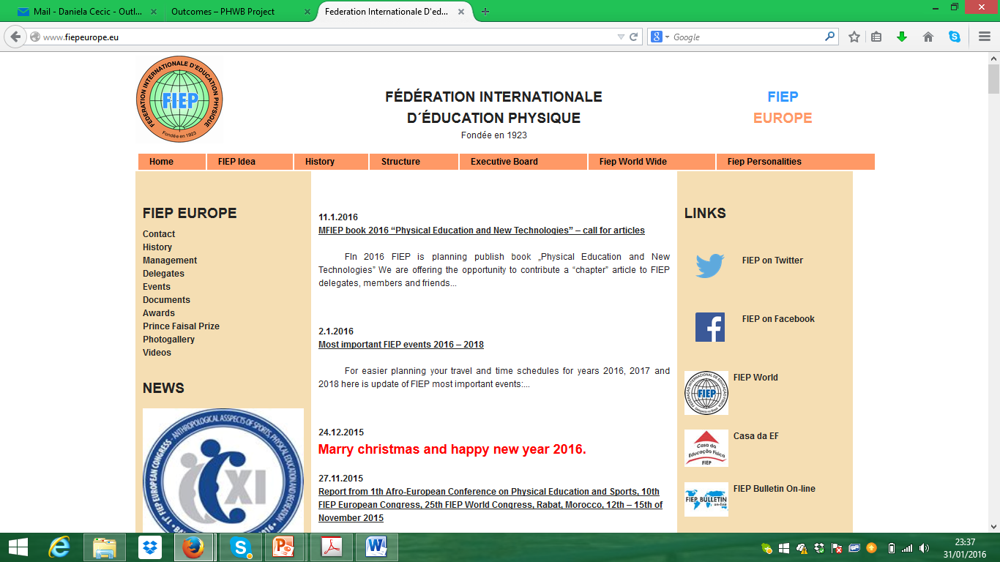 Mail - Daniela Cecic - Outl...
Outcomes – PHWB Project
Federation Internationale D'ed...
www.fiepeurope.eu
Google
FEDERATION INTERNATIONALE D'EDUCATION PHYSIQUE
FIEP
Fondée en 1923
FÉDÉRATION INTERNATIONALE
D´ÉDUCATION PHYSIQUE
Fondée en 1923
FIEP
EUROPE
Home
FIEP Idea
History
Structure
Executive Board
Fiep World Wide
Fiep Personalities
FIEP EUROPE
Contact
History
Management
Delegates
Events
Documents
Awards
Prince Faisal Prize
Photogallery
Videos
NEWS
11th FIEP EUROPEAN CONGRESS - ANTHROPOLOGICAL ASSPECTS OF SPORTS, PHYSICAL EDUCATION AND RECREATION
XI
2016
11.1.2016
MFIEP book 2016 “Physical Education and New Technologies” – call for articles
FIn 2016 FIEP is planning publish book „Physical Education and New
Technologies” We are offering the opportunity to contribute a “chapter” article to FIEP
delegates, members and friends...
2.1.2016
Most important FIEP events 2016 – 2018
For easier planning your travel and time schedules for years 2016, 2017 and
2018 here is update of FIEP most important events:...
24.12.2015
Marry christmas and happy new year 2016.
27.11.2015
Report from 1th Afro-European Conference on Physical Education and Sports, 10th
FIEP European Congress, 25th FIEP World Congress, Rabat, Morocco, 12th – 15th of
November 2015
LINKS
FIEP on Twitter
FIEP on Facebook
FIEP
FIEP World
Casa da
Educação Física
FIEP
Casa da EF
FIEP BULLETIN
on-line
FIEP Bulletin On-line
23:37
31/01/2016